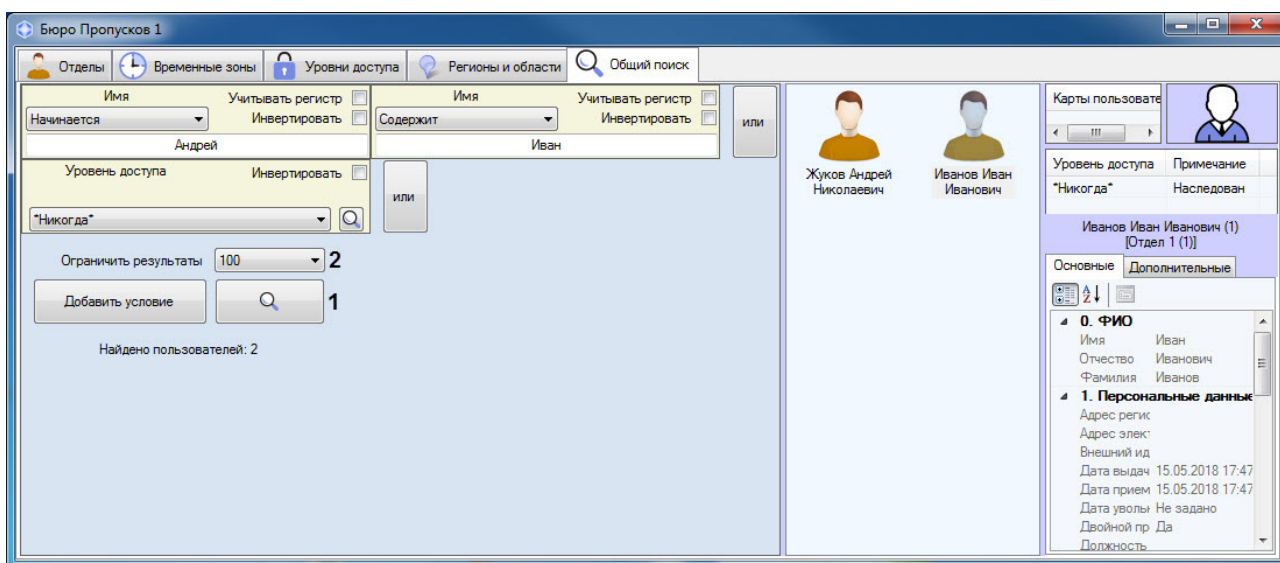 Бюро Пропусков 1
Отделы Временные зоны Уровни доступа Регионы и области Общий поиск
Имя Учитывать регистр Имя Учитывать регистр
Начинается Инвертировать Содержит Инвертировать или
Андрей Иван
Уровень доступа Инвертировать
или
*Никогда*
Ограничить результаты 100 2
Добавить условие 1
Найдено пользователей: 2
Жуков Андрей
Николаевич
Иванов Иван
Иванович
Карты пользовате
Уровень доступа Примечание
*Никогда* Наследован
Иванов Иван Иванович (1)
[Отдел 1 (1)]
Основные Дополнительные
0. ФИО
Имя Иван
Отчество Иванович
Фамилия Иванов
1. Персональные данные
Адрес регис
Адрес элект
Внешний ид
Дата выдач 15.05.2018 17:47
Дата прием 15.05.2018 17:47
Дата увольн Не задано
Двойной пр Да
Должность